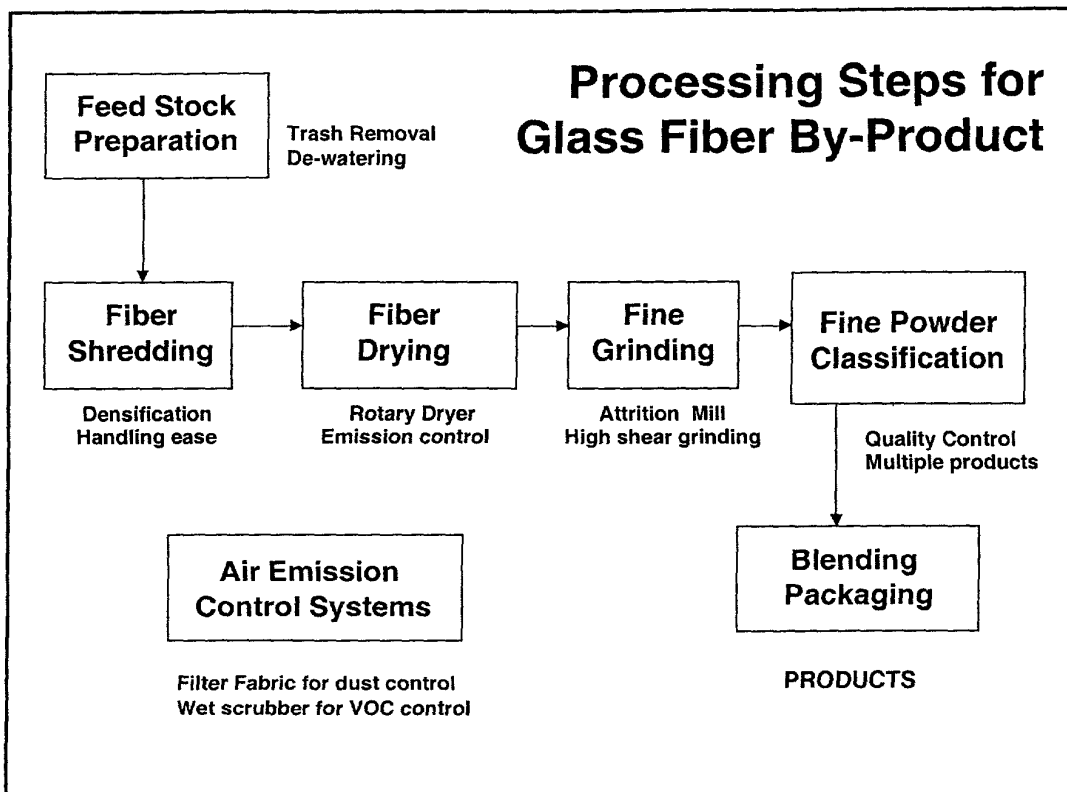 Processing Steps for
Glass Fiber By-Product
Feed Stock
Preparation
Trash Removal
De-watering
Fiber
Shredding
Densification
Handling ease
Fiber
Drying
Rotary Dryer
Emission control
Fine
Grinding
Attrition Mill
High shear grinding
Fine Powder
Classification
Quality Control
Multiple products
Blending
Packaging
PRODUCTS
Air Emission
Control Systems
Filter Fabric for dust control
Wet scrubber for VOC control